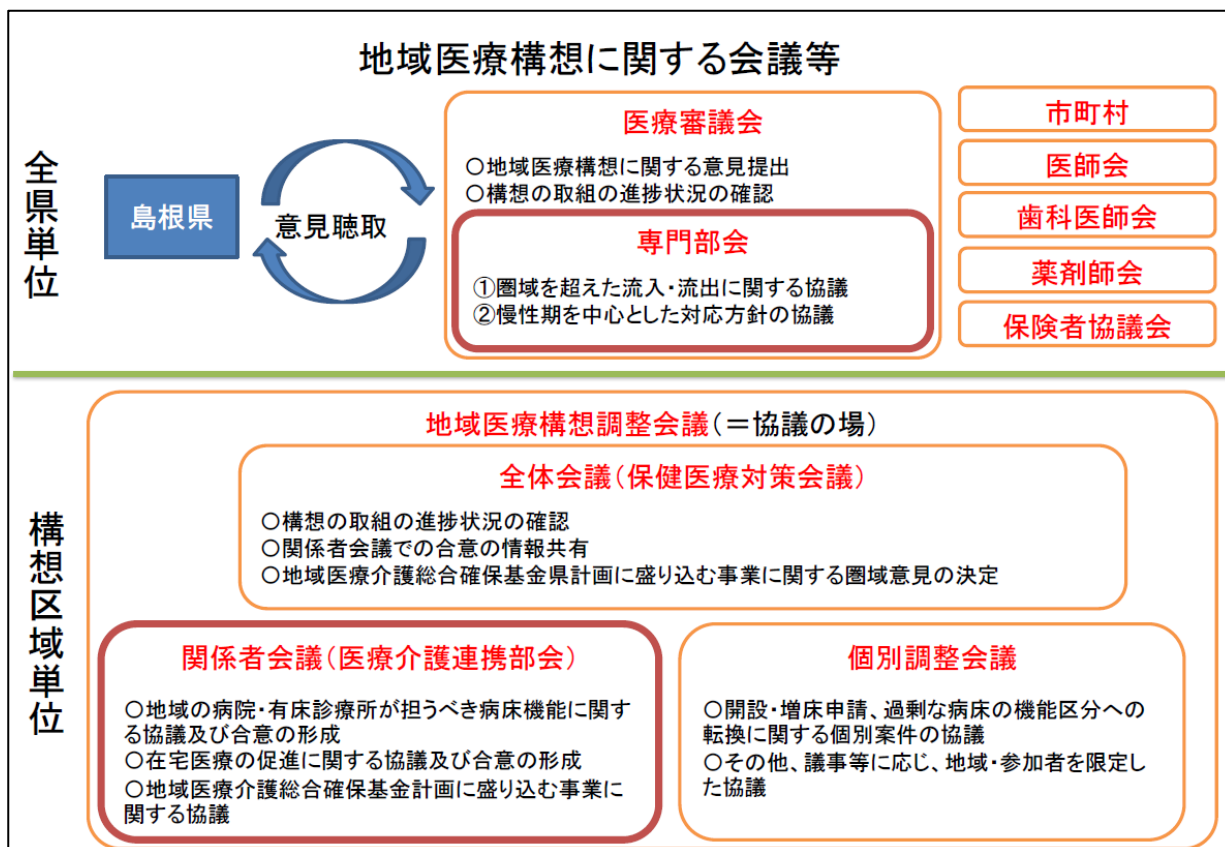 地域医療構想に関する会議等
全県単位
島根県
意見聴取
医療審議会
○地域医療構想に関する意見提出
○構想の取組の進捗状況の確認
専門部会
①圏域を超えた流入・流出に関する協議
②慢性期を中心とした対応方針の協議
市町村
医師会
歯科医師会
薬剤師会
保険者協議会
構想区域単位
地域医療構想調整会議(＝協議の場)
全体会議(保健医療対策会議)
○構想の取組の進捗状況の確認
○関係者会議での合意の情報共有
○地域医療介護総合確保基金県計画に盛り込む事業に関する圏域意見の決定
関係者会議(医療介護連携部会)
○地域の病院・有床診療所が担うべき病床機能に関す
る協議及び合意の形成
○在宅医療の促進に関する協議及び合意の形成
○地域医療介護総合確保基金計画に盛り込む事業に
関する協議
個別調整会議
○開設・増床申請、過剰な病床の機能区分への
転換に関する個別案件の協議
○その他、議事等に応じ、地域・参加者を限定し
た協議